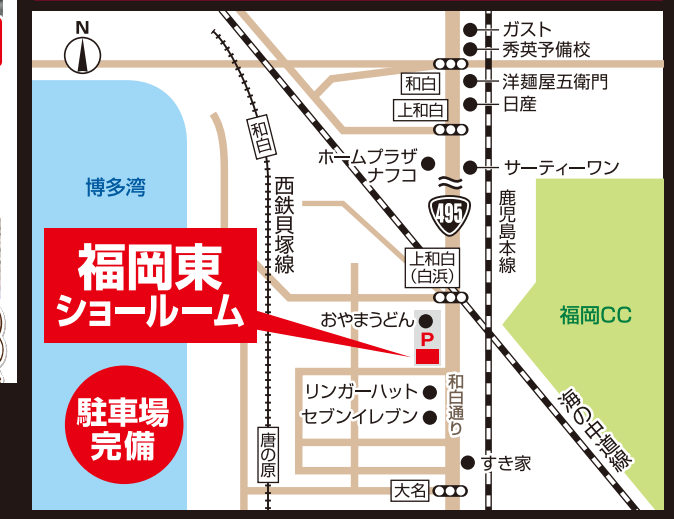 N
ガスト
秀英予備校
和白
洋麺屋五衛門
上和白
日産
和白
ホームプラザ
ナフコ
サーティーワン
博多湾
西鉄貝塚線
495
鹿児島本線
上和白
(白浜)
福岡東
ショールーム
おやまうどん
P
福岡CC
リンガーハット
セブンイレブン
和白通り
海の中道線
駐車場
完備
唐の原
すき家
大名